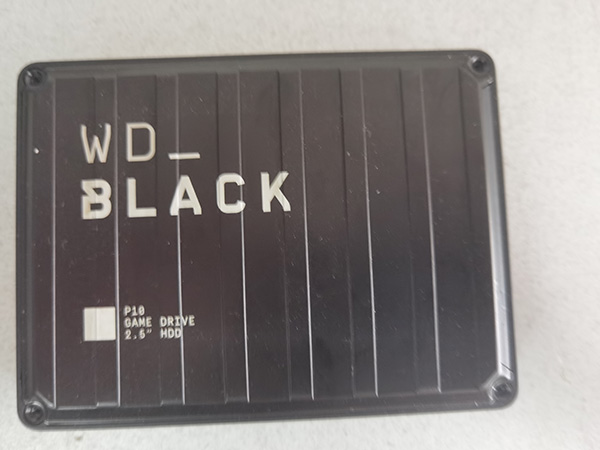 WD_
BLACK
P10
GAME DRIVE
2.5" HDD